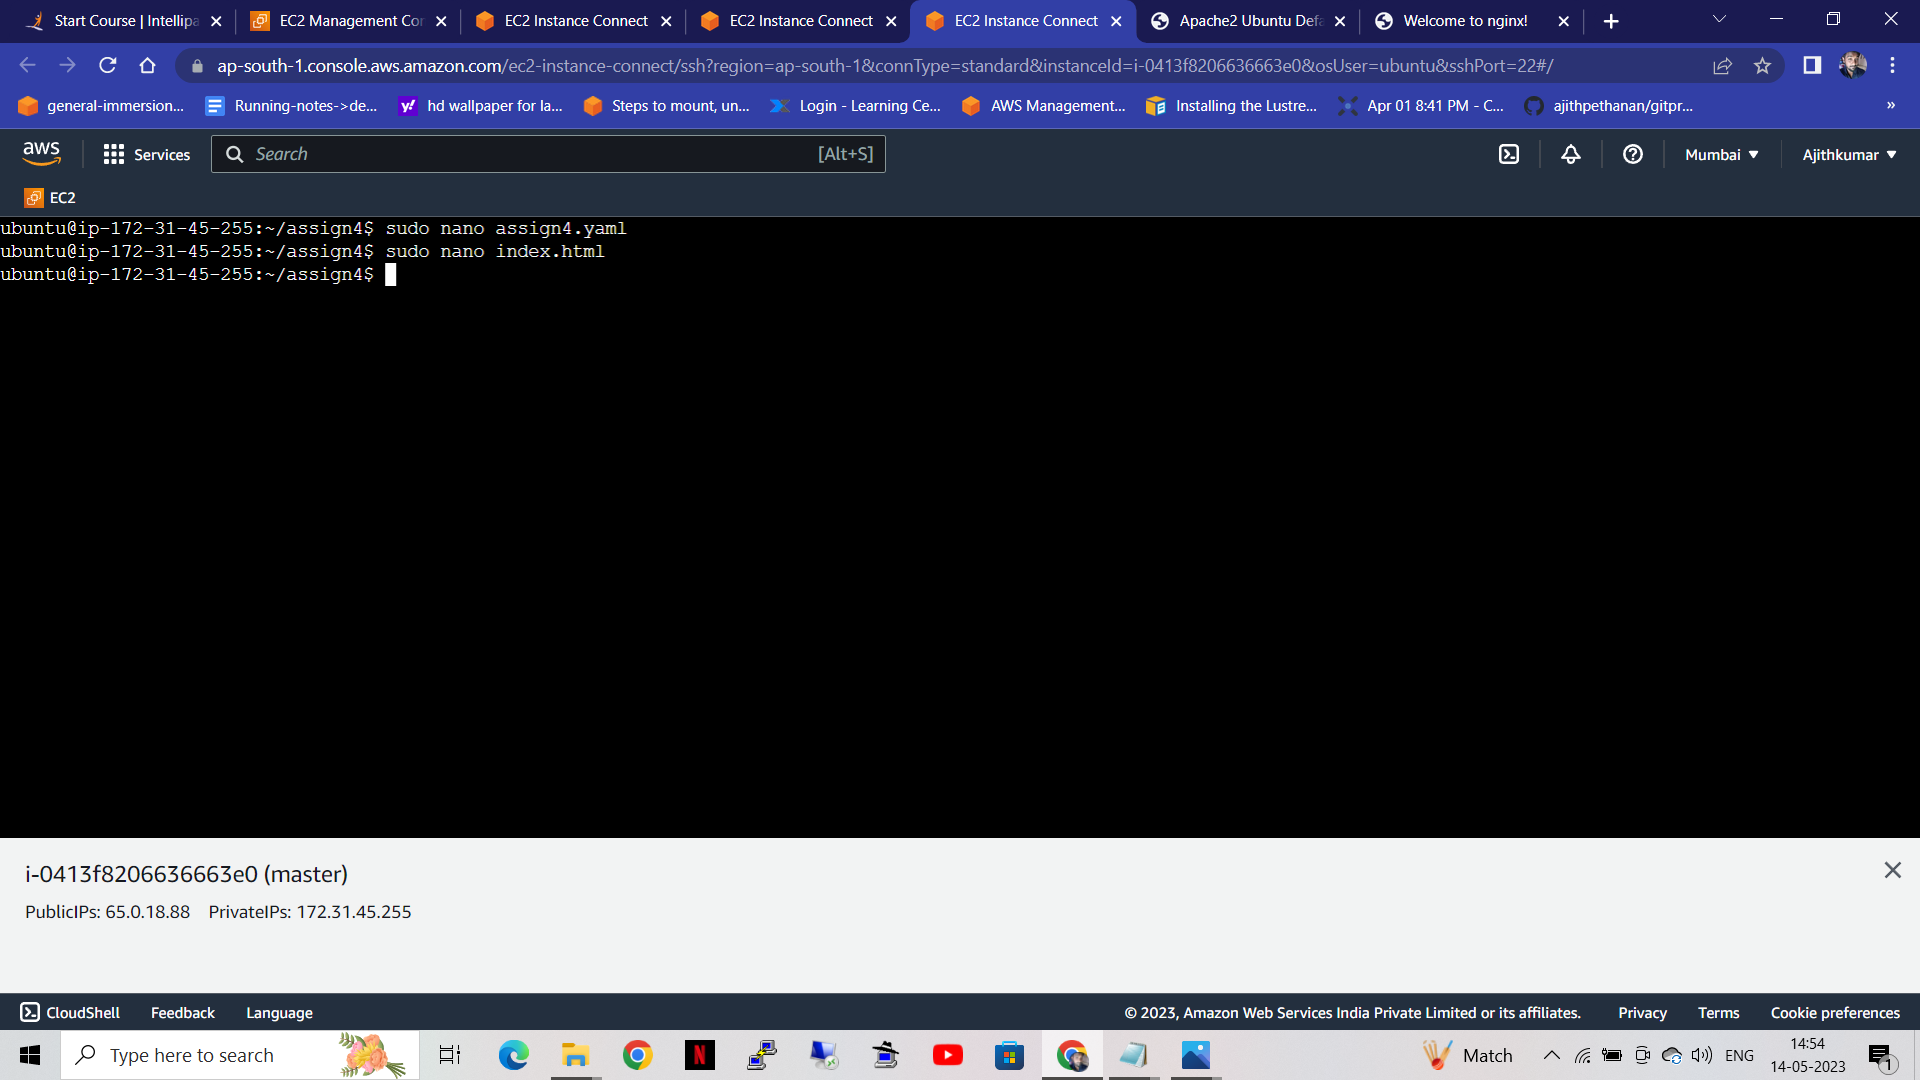 Start Course | Intellipa
EC2 Management Con
EC2 Instance Connect
EC2 Instance Connect
EC2 Instance Connect
Apache2 Ubuntu Defa
Welcome to nginx!
ap-south-1.console.aws.amazon.com/ec2-instance-connect/ssh?region=ap-south-1&connType=standard&instanceId=i-0413f8206636663e0&osUser=ubuntu&sshPort=22#/
general-immersion...
Running-notes->de...
hd wallpaper for la...
Steps to mount, un...
Login - Learning Ce...
AWS Management...
Installing the Lustre...
Apr 01 8:41 PM - C...
ajithpethanan/gitpr...
»
aws
Services
Search
[Alt+S]
Mumbai
Ajithkumar
EC2
ubuntu@ip-172-31-45-255:~/assign4$ sudo nano assign4.yaml
ubuntu@ip-172-31-45-255:~/assign4$ sudo nano index.html
ubuntu@ip-172-31-45-255:~/assign4$
i-0413f8206636663e0 (master)
PublicIPs: 65.0.18.88 PrivateIPs: 172.31.45.255
CloudShell
Feedback
Language
© 2023, Amazon Web Services India Private Limited or its affiliates.
Privacy
Terms
Cookie preferences
Type here to search
Match
ENG
14:54
14-05-2023
1